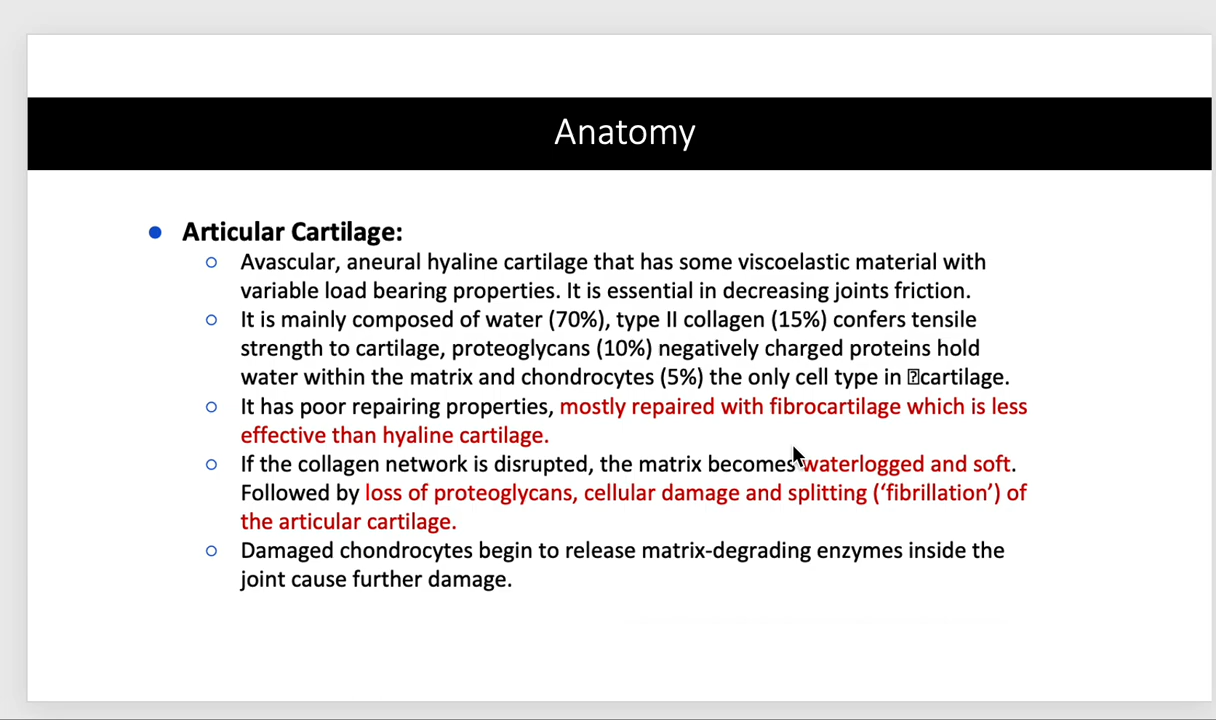 Anatomy
Articular Cartilage:
Avascular, aneural hyaline cartilage that has some viscoelastic material with
variable load bearing properties. It is essential in decreasing joints friction.
It is mainly composed of water (70%), type II collagen (15%) confers tensile
strength to cartilage, proteoglycans (10%) negatively charged proteins hold
water within the matrix and chondrocytes (5%) the only cell type in cartilage.
It has poor repairing properties, mostly repaired with fibrocartilage which is less
effective than hyaline cartilage.
If the collagen network is disrupted, the matrix becomes waterlogged and soft.
Followed by loss of proteoglycans, cellular damage and splitting (‘fibrillation’) of
the articular cartilage.
Damaged chondrocytes begin to release matrix-degrading enzymes inside the
joint cause further damage.